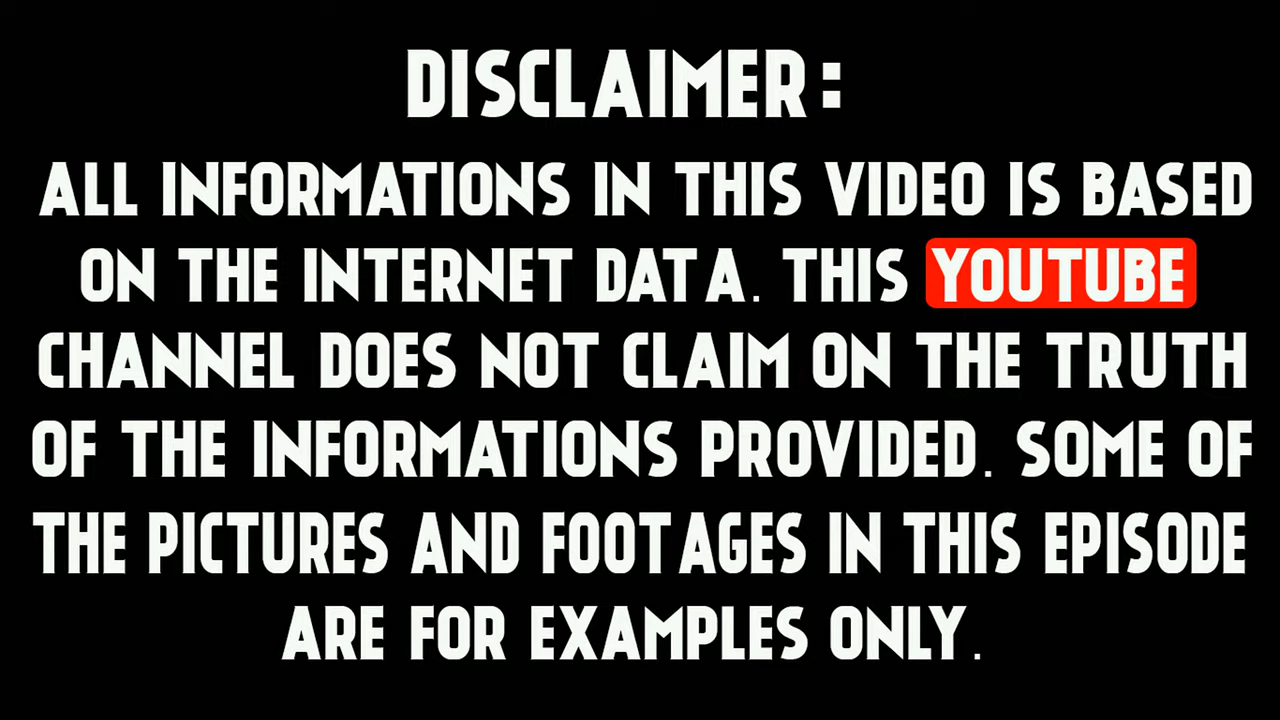 DISCLAIMER:
ALL INFORMATIONS IN THIS VIDEO IS BASED
ON THE INTERNET DATA. THIS YOUTUBE
CHANNEL DOES NOT CLAIM ON THE TRUTH
OF THE INFORMATIONS PROVIDED. SOME OF
THE PICTURES AND FOOTAGES IN THIS EPISODE
ARE FOR EXAMPLES ONLY.